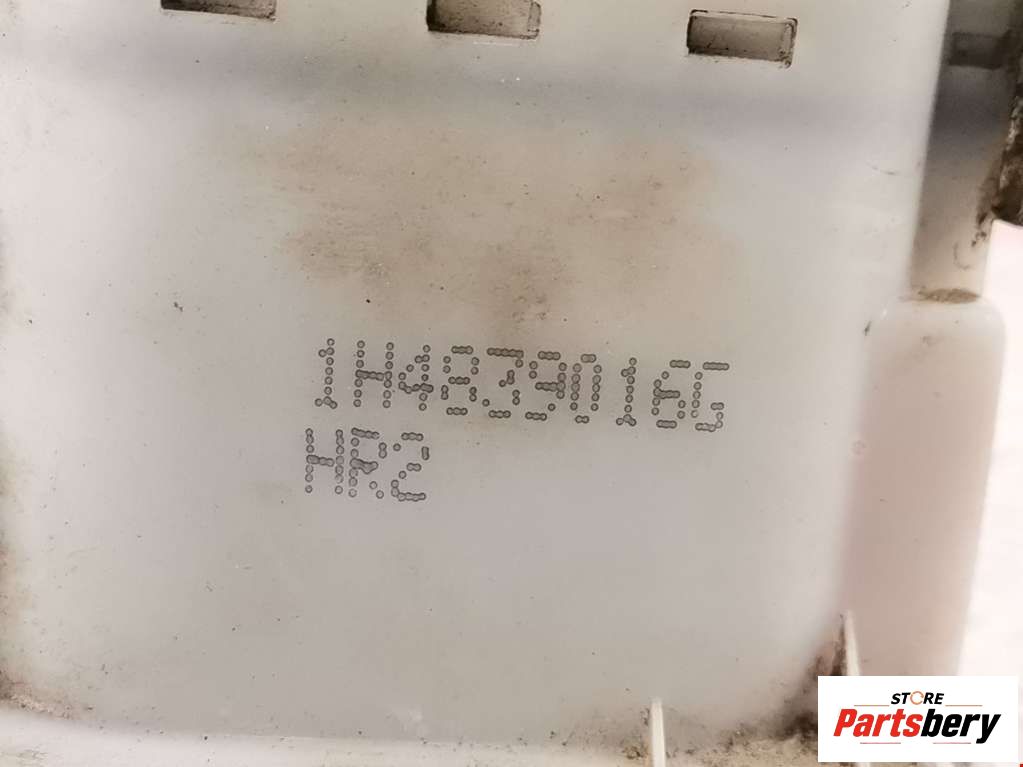 1H4839016G
HR2
STORE
Partsbery